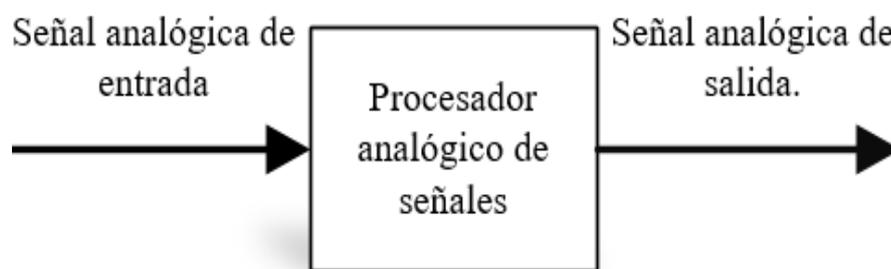 Señal analógica de
entrada
Procesador
analógico de
señales
Señal analógica de
salida.